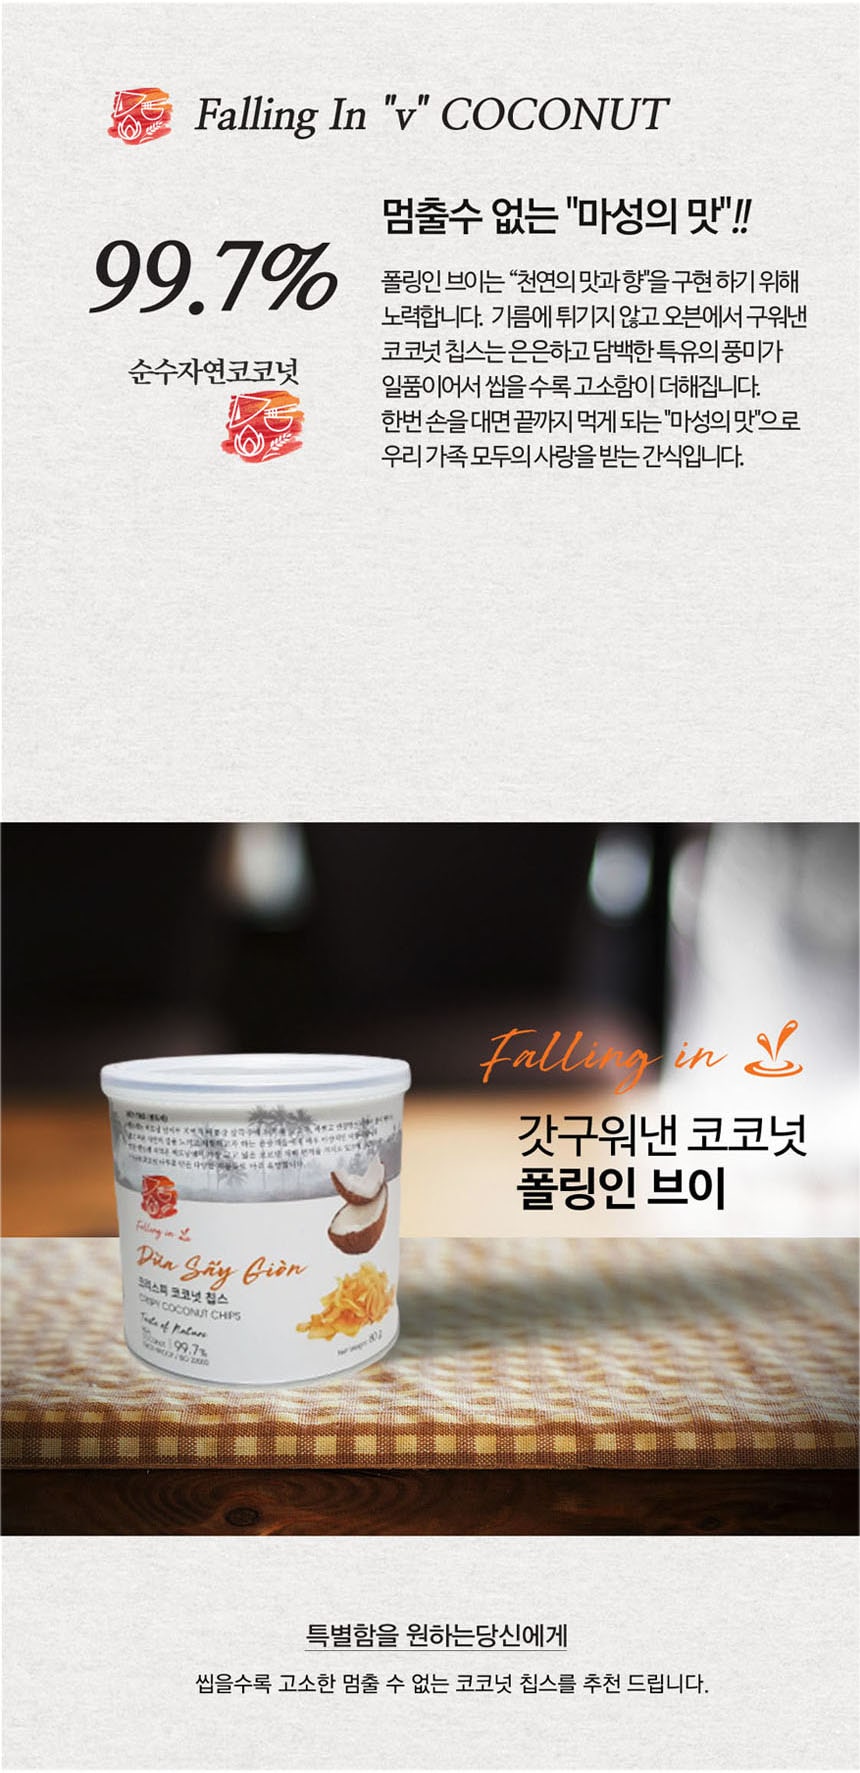 Falling In "v" COCONUT
99.7%
순수자연코코넛
멈출수 없는 "마성의 맛"!!
폴링인 브이는 “천연의 맛과 향"을 구현 하기 위해
노력합니다. 기름에 튀기지 않고 오븐에서 구워낸
코코넛 칩스는 은은하고 담백한 특유의 풍미가
일품이어서 씹을 수록 고소함이 더해집니다.
한번 손을 대면 끝까지 먹게 되는 "마성의 맛"으로
우리 가족 모두의 사랑을 받는 간식입니다.
Falling in
갓구워낸 코코넛
폴링인 브이
Falling in
Dừa Sấy Giòn
크리스피 코코넛 칩스
CRISPY COCONUT CHIPS
Taste of Nature
99.7%
Net Weight: 80 g
특별함을 원하는당신에게
씹을수록 고소한 멈출 수 없는 코코넛 칩스를 추천 드립니다.